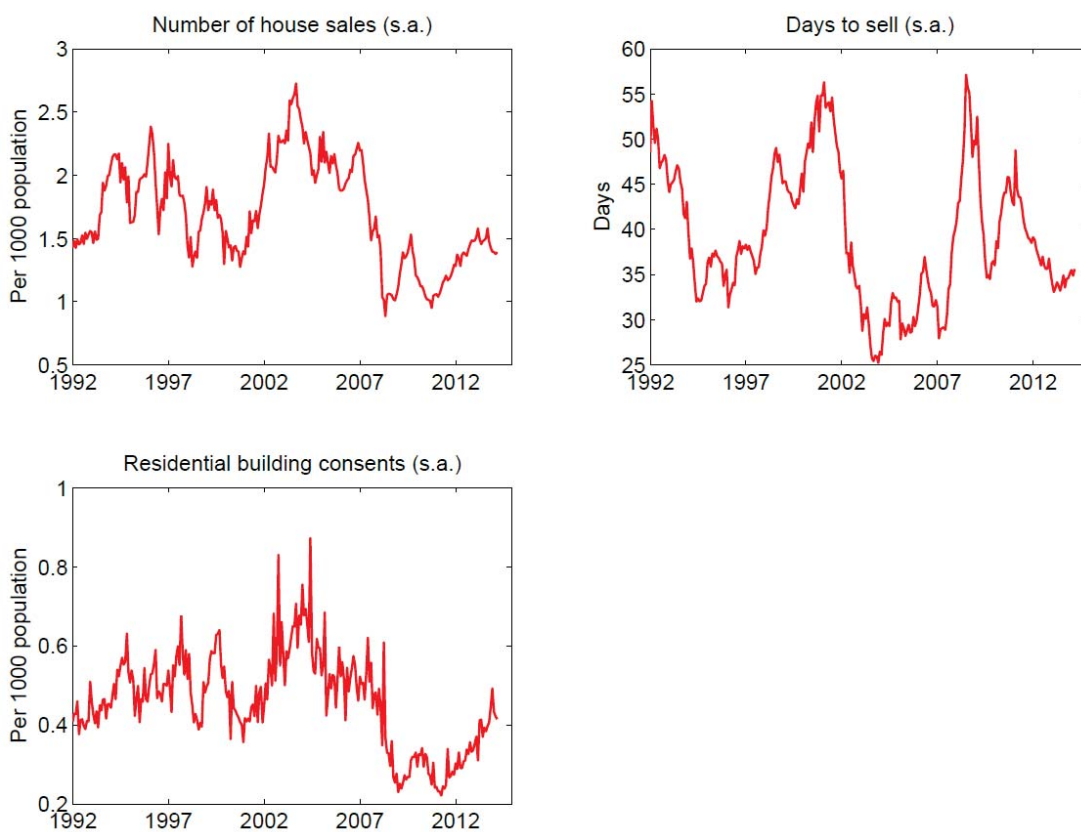 Number of house sales (s.a.)
Per 1000 population
3
2.5
2
1.5
1
0.5
1992 1997 2002 2007 2012
Days to sell (s.a.)
Days
60
55
50
45
40
35
30
25
1992 1997 2002 2007 2012
Residential building consents (s.a.)
Per 1000 population
1
0.8
0.6
0.4
0.2
1992 1997 2002 2007 2012